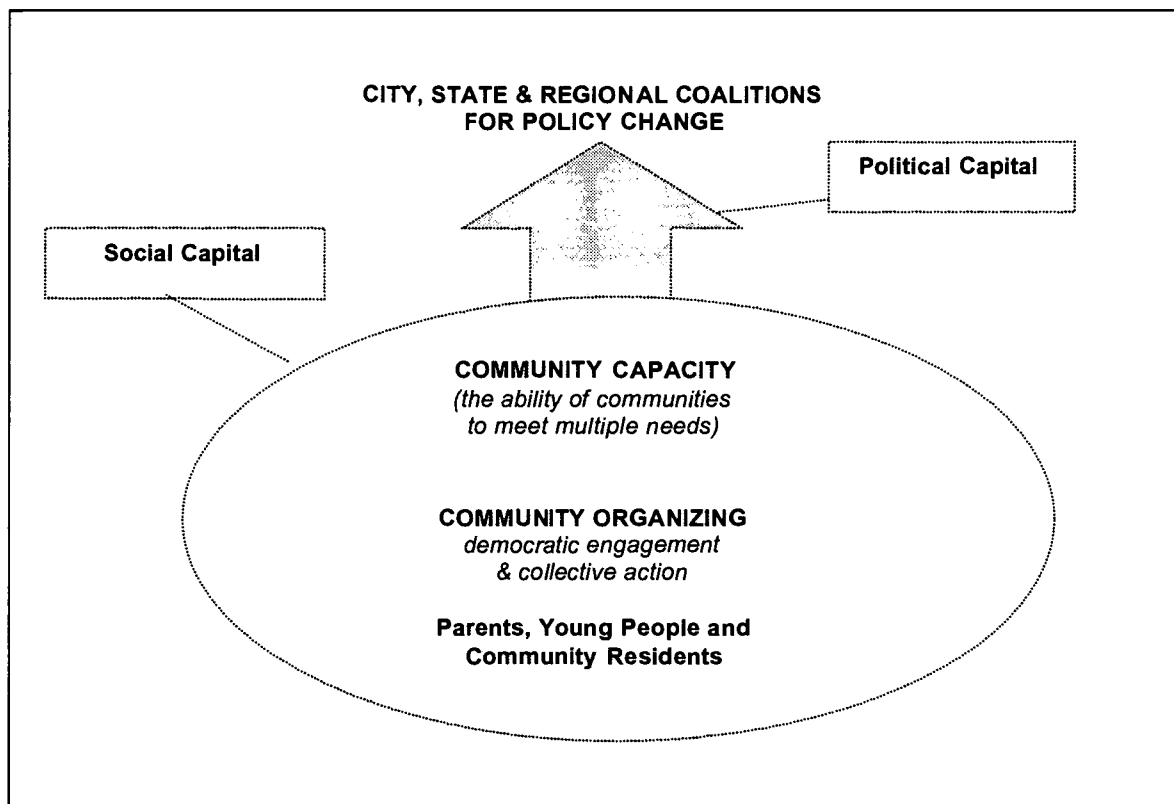 CITY, STATE & REGIONAL COALITIONS
FOR POLICY CHANGE
Political Capital
Social Capital
COMMUNITY CAPACITY
(the ability of communities
to meet multiple needs)
COMMUNITY ORGANIZING
democratic engagement
& collective action
Parents, Young People and
Community Residents